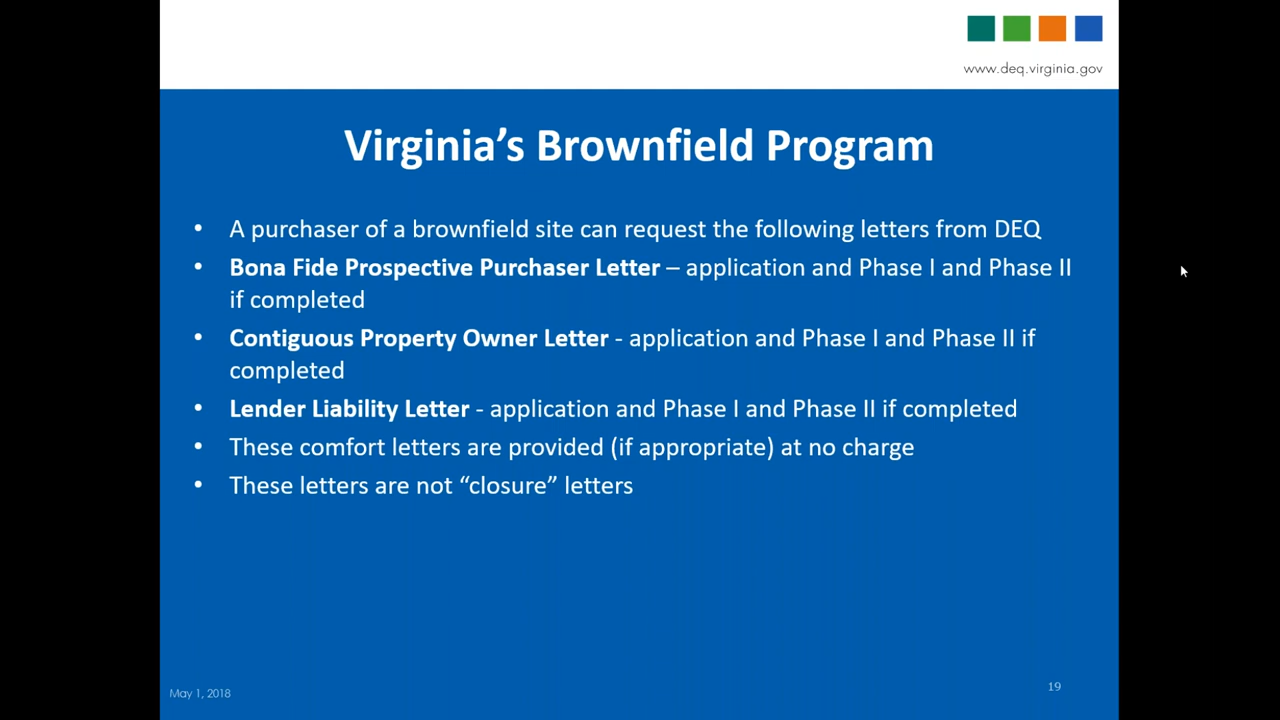 www.deq.virginia.gov
Virginia’s Brownfield Program
• A purchaser of a brownfield site can request the following letters from DEQ
• Bona Fide Prospective Purchaser Letter – application and Phase I and Phase II
if completed
• Contiguous Property Owner Letter - application and Phase I and Phase II if
completed
• Lender Liability Letter - application and Phase I and Phase II if completed
• These comfort letters are provided (if appropriate) at no charge
• These letters are not “closure” letters
May 1, 2018
19